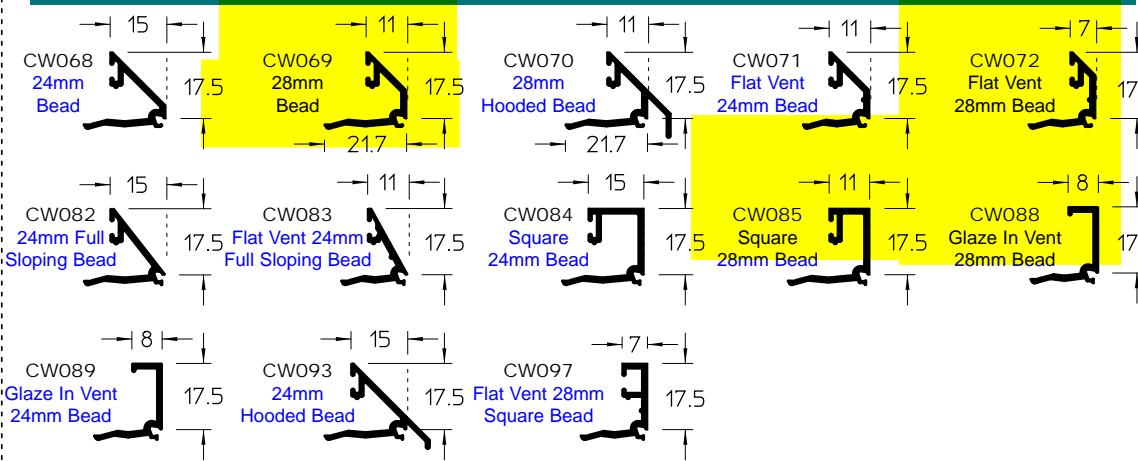 15
CW068
24mm
Bead
17.5
11
CW069
28mm
Bead
17.5
21.7
11
CW070
28mm
Hooded Bead
17.5
21.7
11
CW071
Flat Vent
24mm Bead
17.5
7
CW072
Flat Vent
28mm Bead
17
15
CW082
24mm Full
Sloping Bead
17.5
11
CW083
Flat Vent 24mm
Full Sloping Bead
17.5
15
CW084
Square
24mm Bead
17.5
11
CW085
Square
28mm Bead
17.5
8
CW088
Glaze In Vent
28mm Bead
17
8
CW089
Glaze In Vent
24mm Bead
17.5
15
CW093
24mm
Hooded Bead
17.5
7
CW097
Flat Vent 28mm
Square Bead
17.5